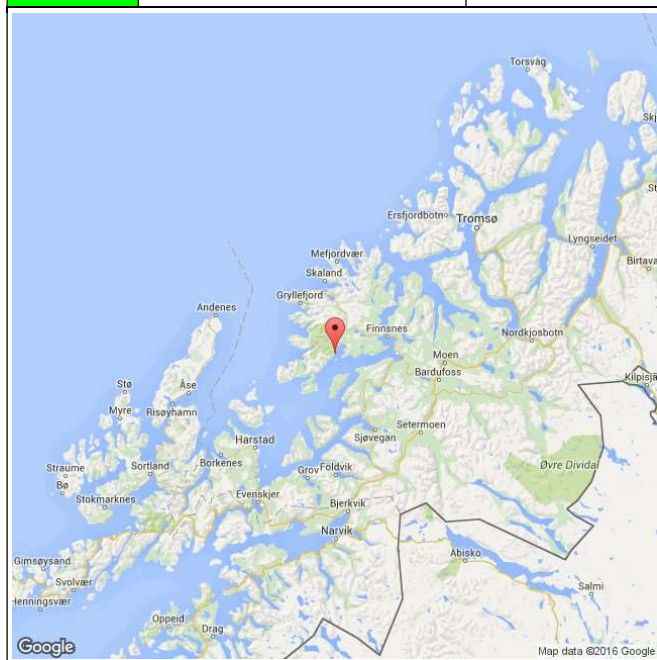 Torsvåg
Skj
St
Ersfjordbotn
Tromsø
Lyngseidet
Birtava
Mefjordvær
Skaland
Gryllefjord
Andenes
Finnsnes
Nordkjosbotn
Moen
Bardufoss
Kilpisjä
Stø
Åse
Myre
Risøyhamn
Sjøvegan
Setermoen
Harstad
Straume
Sortland
Borkenes
Grov
Foldvik
Øvre Dividal
Bø
Stokmarknes
Evenskjer
Bjerkvik
Narvik
Gimsøysand
Abisko
Svolvær
Salmi
Henningsvær
Oppeid
Drag
Google
Map data ©2016 Google